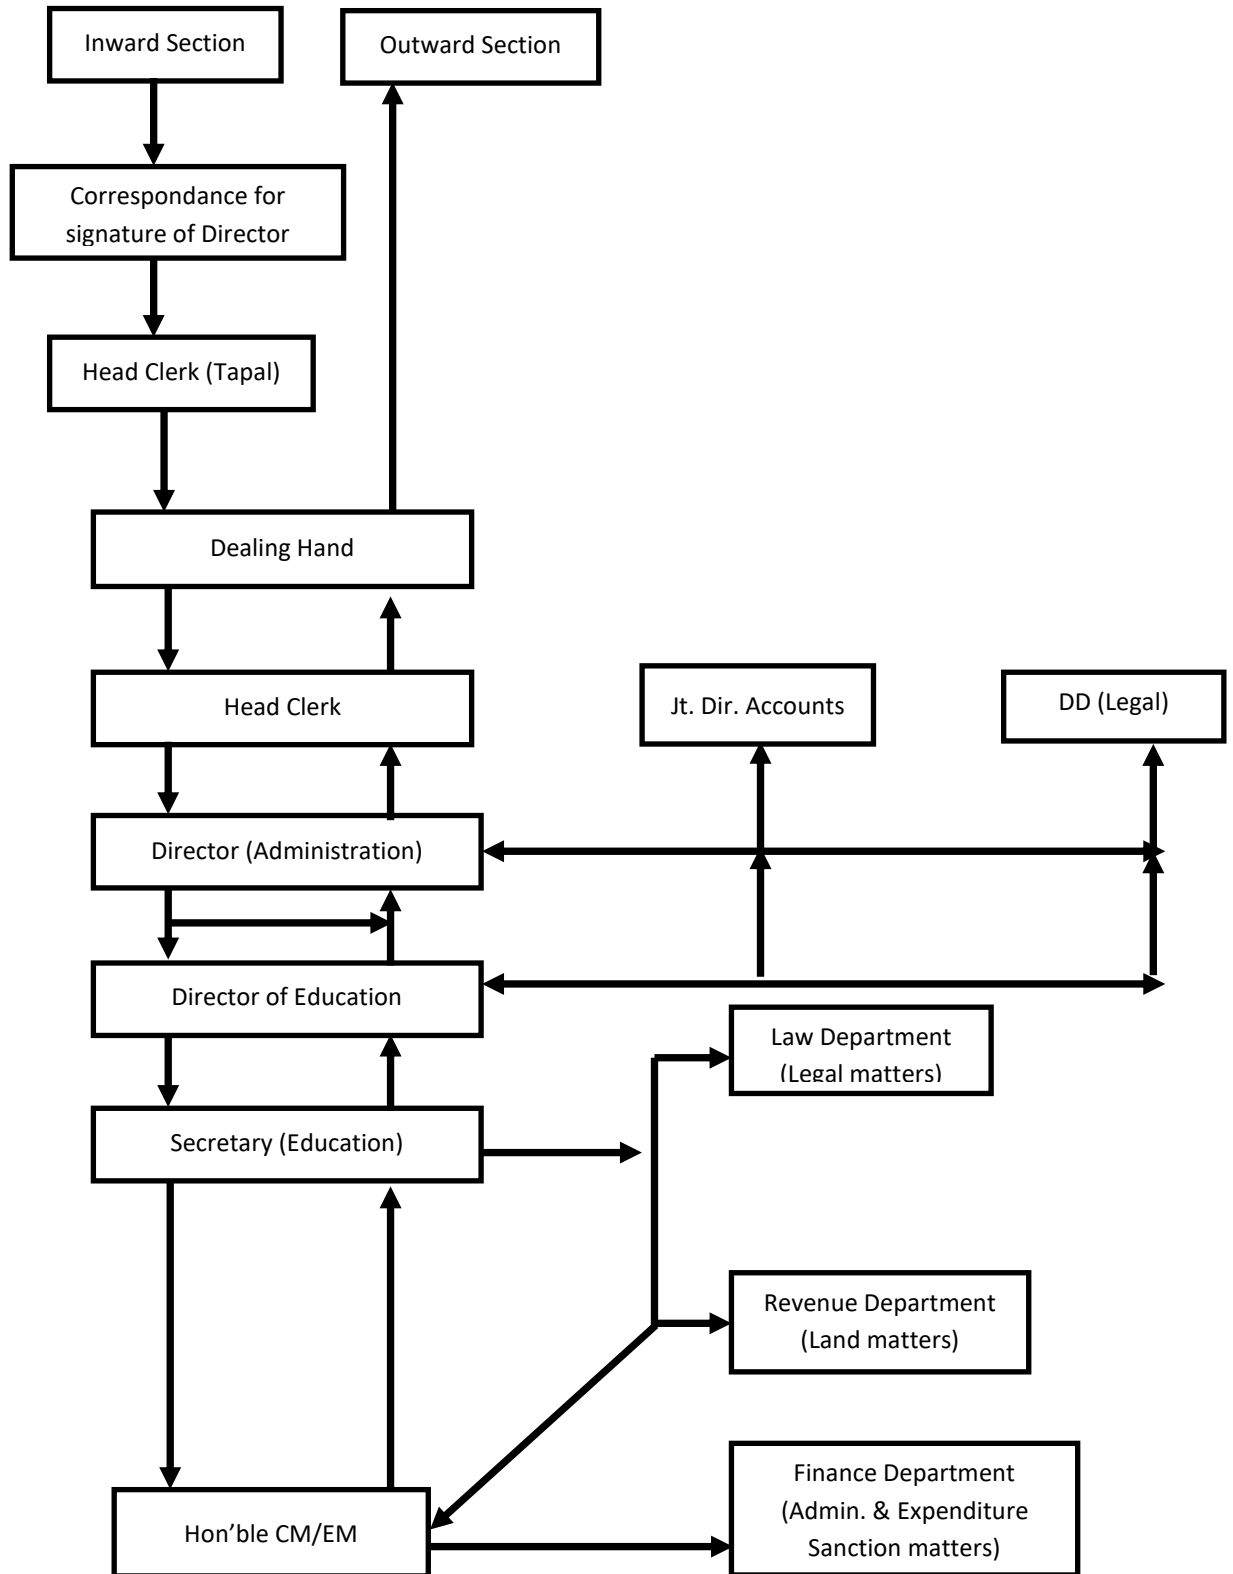 Inward Section
Outward Section
Correspondance for
signature of Director
Head Clerk (Tapal)
Dealing Hand
Head Clerk
Jt. Dir. Accounts
DD (Legal)
Director (Administration)
Director of Education
Law Department
(Legal matters)
Secretary (Education)
Revenue Department
(Land matters)
Finance Department
(Admin. & Expenditure
Sanction matters)
Hon’ble CM/EM